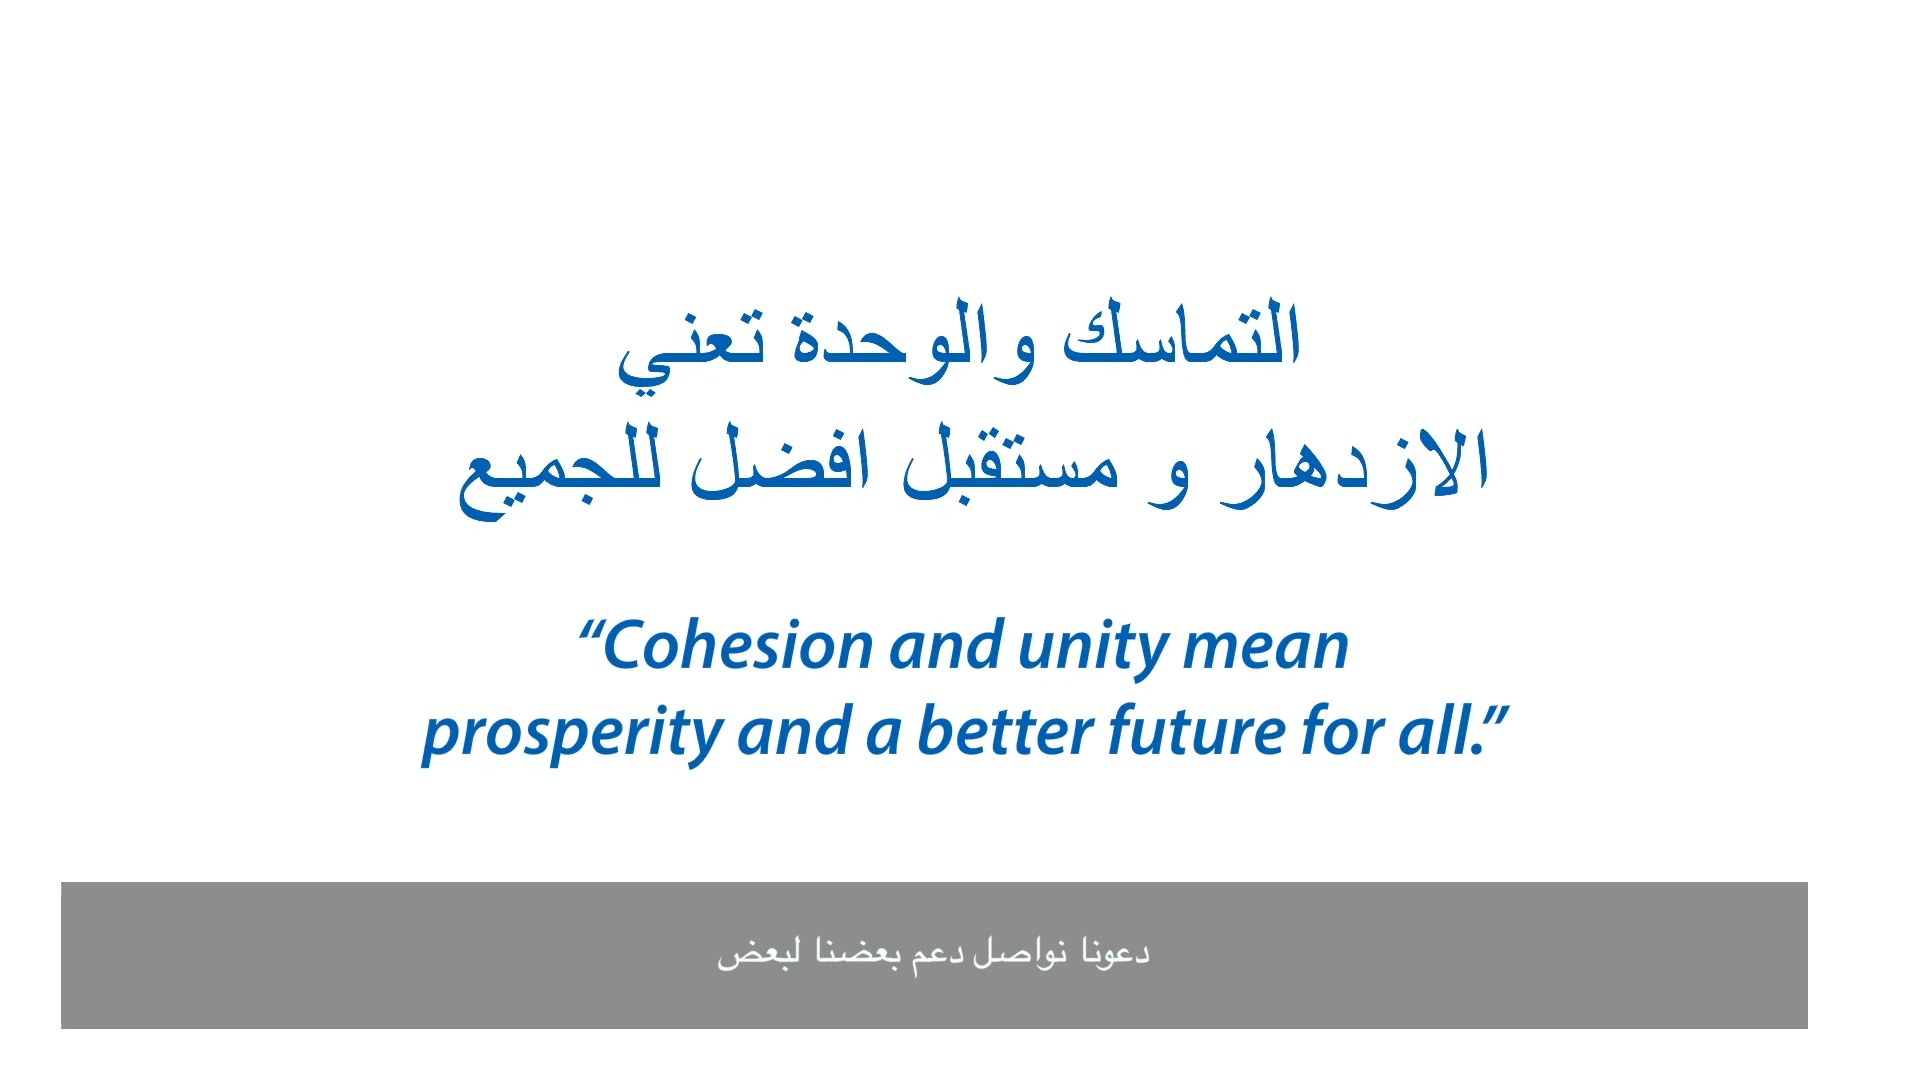 التماسك والوحدة تعني
الازدهار و مستقبل افضل للجميع
“Cohesion and unity mean
prosperity and a better future for all.”
دعونا نواصل دعم بعضنا لبعض